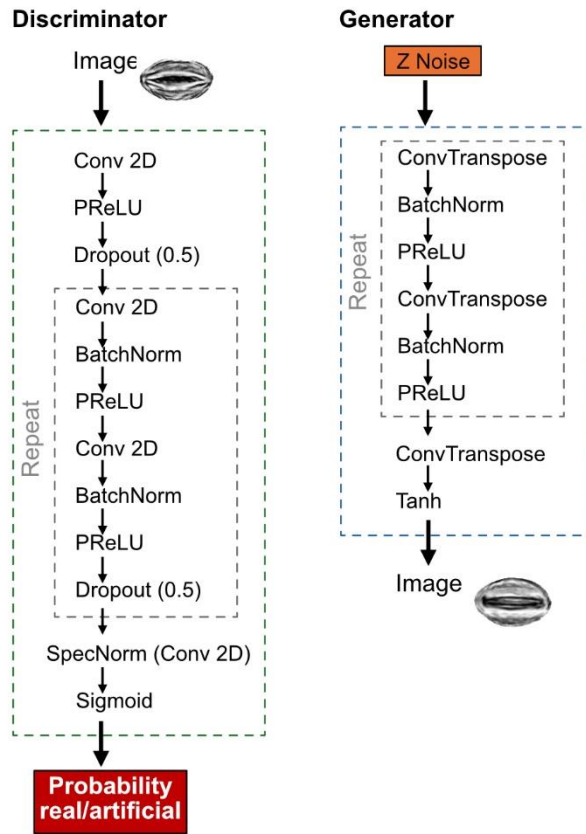 Discriminator
Image
Conv 2D
PReLU
Dropout (0.5)
Repeat
Conv 2D
BatchNorm
PReLU
Conv 2D
BatchNorm
PReLU
Dropout (0.5)
SpecNorm (Conv 2D)
Sigmoid
Probability
real/artificial
Generator
Z Noise
Repeat
ConvTranspose
BatchNorm
PReLU
ConvTranspose
BatchNorm
PReLU
ConvTranspose
Tanh
Image